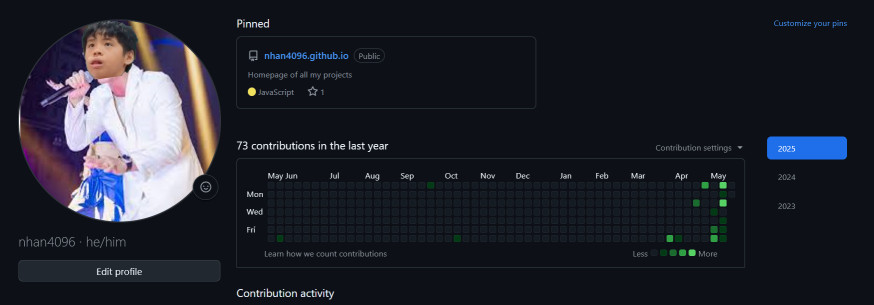 Pinned
Customize your pins
nhan4096.github.io Public
Homepage of all my projects
JavaScript 1
73 contributions in the last year
Contribution settings
2025
2024
2023
May Jun Jul Aug Sep Oct Nov Dec Jan Feb Mar Apr May
Mon
Wed
Fri
Learn how we count contributions
Less More
nhan4096 · he/him
Edit profile
Contribution activity